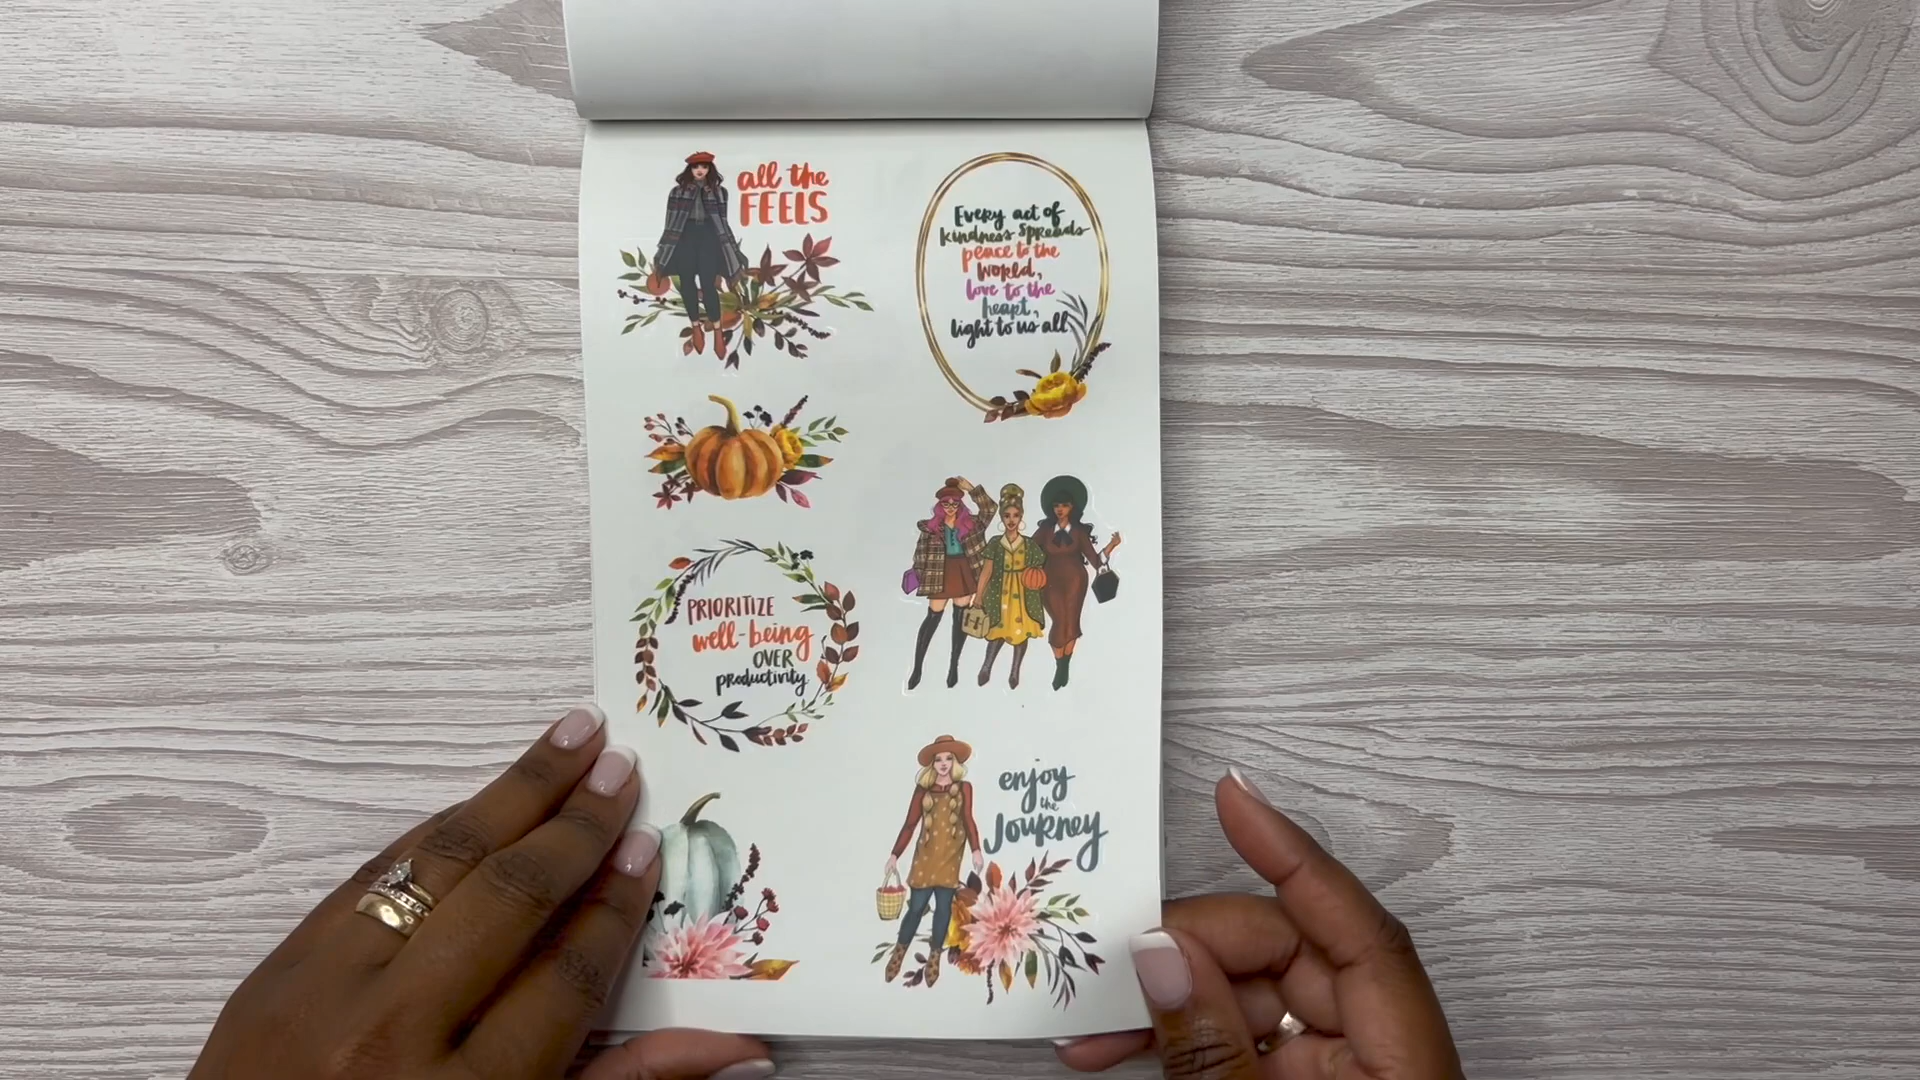 all the
FEELS
Every act of
kindness spreads
peace to the
world,
love to the
heart,
light to us all
PRIORITIZE
well-being
OVER
productivity
enjoy
the
Journey